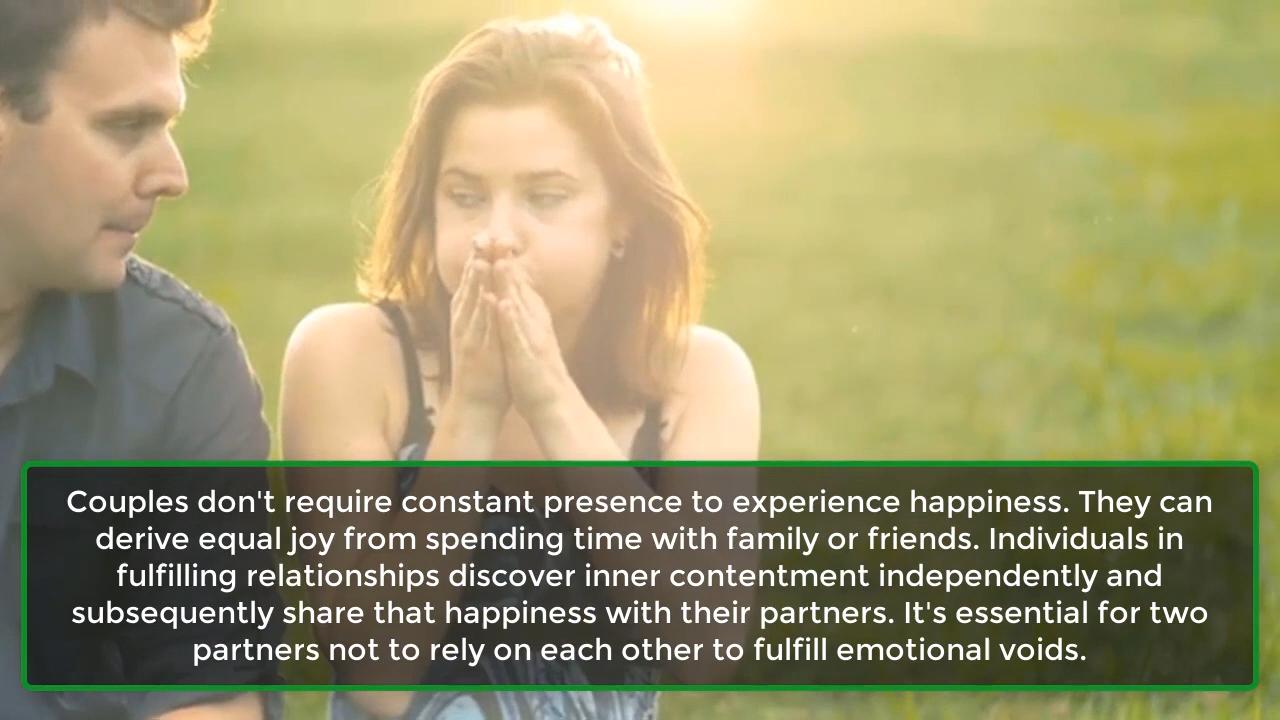 Couples don't require constant presence to experience happiness. They can
derive equal joy from spending time with family or friends. Individuals in
fulfilling relationships discover inner contentment independently and
subsequently share that happiness with their partners. It's essential for two
partners not to rely on each other to fulfill emotional voids.